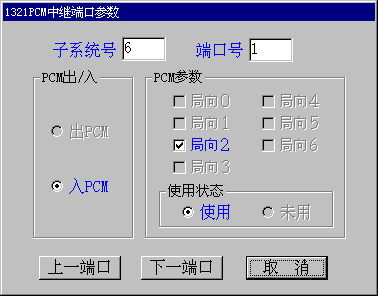 1321PCM中继端口参数
子系统号 6 端口号 1
PCM出/入 PCM参数
局向0 局向4
出PCM 局向1 局向5
局向2 局向6
入PCM 局向3
使用状态
使用 未用
上一端口 下一端口 取 消